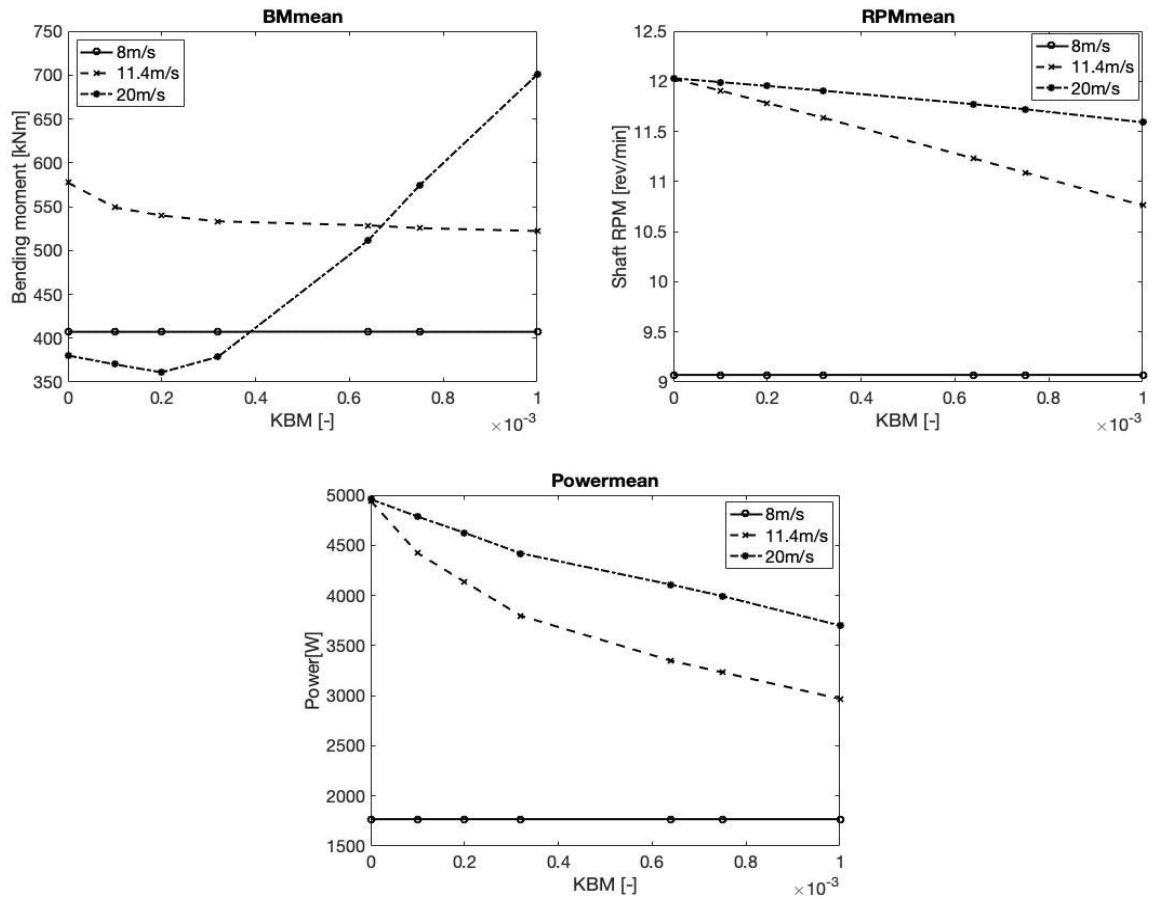 BMmean
750
700
650
600
550
500
450
400
350
Bending moment [kNm]
8m/s
11.4m/s
20m/s
0
0.2
0.4
0.6
0.8
1
KBM [-]
×10⁻³
RPMmean
12.5
12
11.5
11
10.5
10
9.5
9
Shaft RPM [rev/min]
8m/s
11.4m/s
20m/s
0
0.2
0.4
0.6
0.8
1
KBM [-]
×10⁻³
Powermean
5000
4500
4000
3500
3000
2500
2000
1500
Power[W]
8m/s
11.4m/s
20m/s
0
0.2
0.4
0.6
0.8
1
KBM [-]
×10⁻³